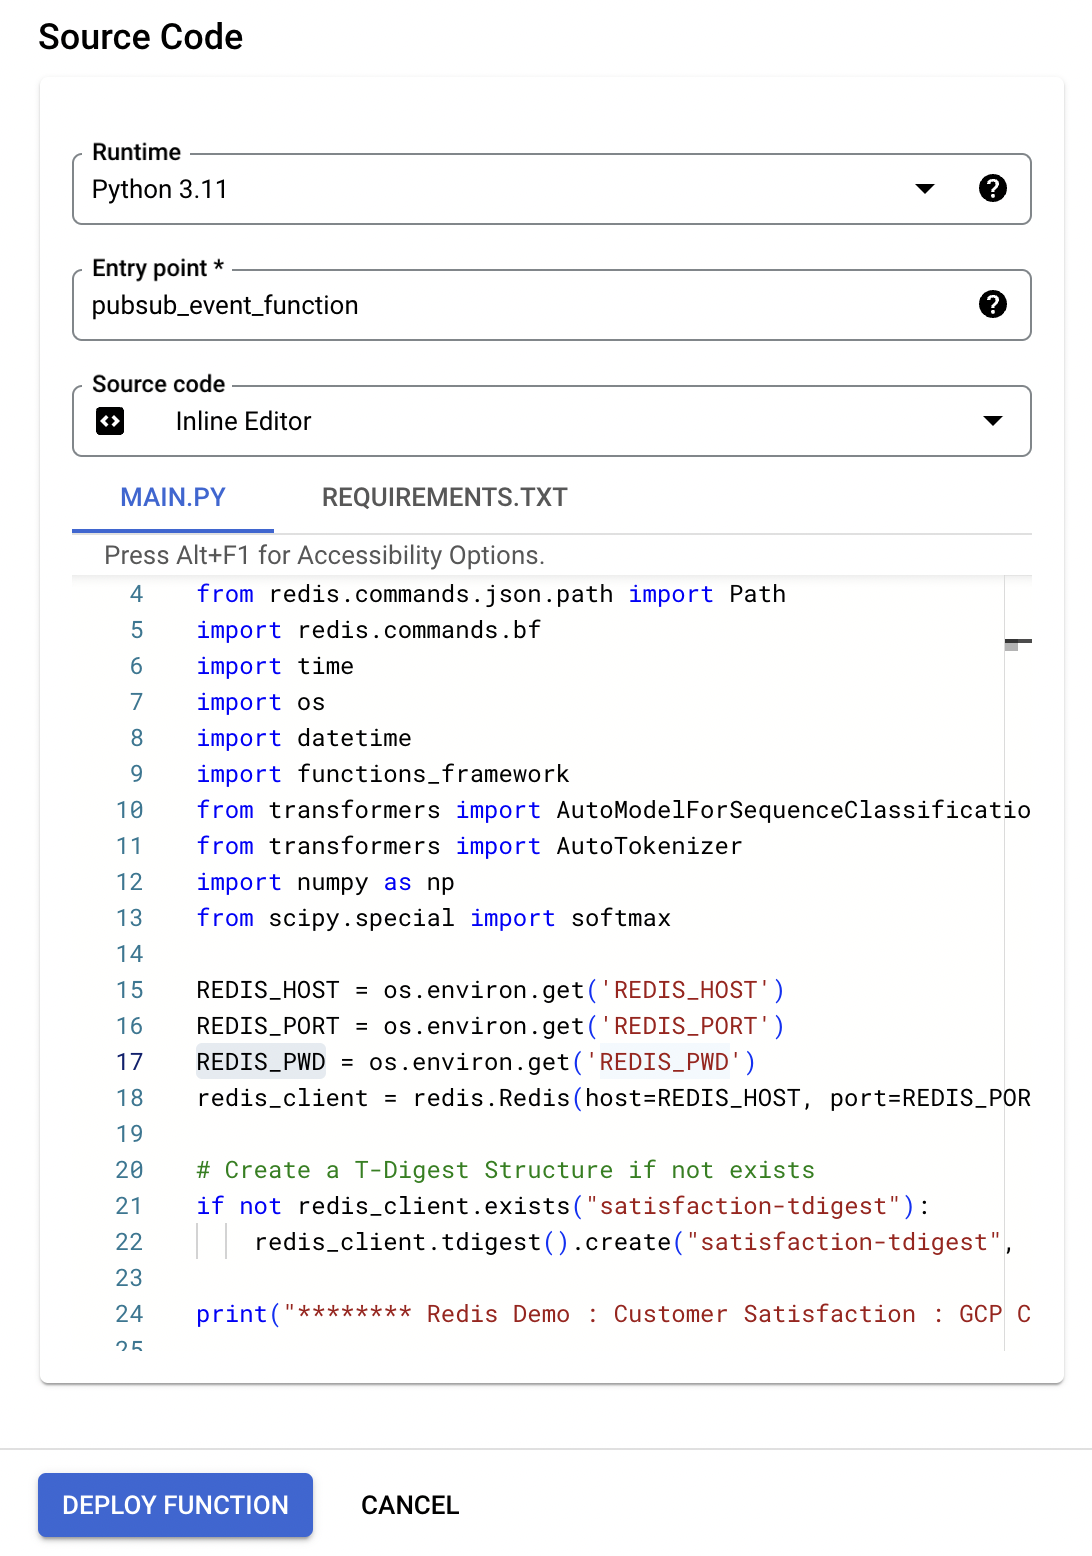 Source Code
Runtime
Python 3.11
Entry point *
pubsub_event_function
Source code
Inline Editor
MAIN.PY REQUIREMENTS.TXT
Press Alt+F1 for Accessibility Options.
4 from redis.commands.json.path import Path
5 import redis.commands.bf
6 import time
7 import os
8 import datetime
9 import functions_framework
10 from transformers import AutoModelForSequenceClassificatio
11 from transformers import AutoTokenizer
12 import numpy as np
13 from scipy.special import softmax
14
15 REDIS_HOST = os.environ.get('REDIS_HOST')
16 REDIS_PORT = os.environ.get('REDIS_PORT')
17 REDIS_PWD = os.environ.get('REDIS_PWD')
18 redis_client = redis.Redis(host=REDIS_HOST, port=REDIS_POR
19
20 # Create a T-Digest Structure if not exists
21 if not redis_client.exists("satisfaction-tdigest"):
22 redis_client.tdigest().create("satisfaction-tdigest",
23
24 print("******** Redis Demo : Customer Satisfaction : GCP C
25
DEPLOY FUNCTION CANCEL